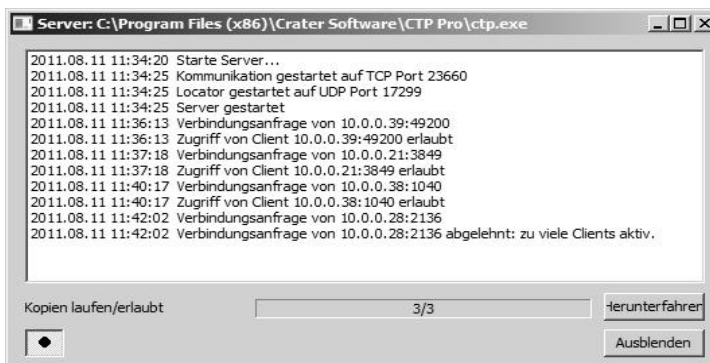 Server: C:\Program Files (x86)\Crater Software\CTP Pro\ctp.exe
2011.08.11 11:34:20 Starte Server...
2011.08.11 11:34:25 Kommunikation gestartet auf TCP Port 23660
2011.08.11 11:34:25 Locator gestartet auf UDP Port 17299
2011.08.11 11:34:25 Server gestartet
2011.08.11 11:36:13 Verbindungsanfrage von 10.0.0.39:49200
2011.08.11 11:36:13 Zugriff von Client 10.0.0.39:49200 erlaubt
2011.08.11 11:37:18 Verbindungsanfrage von 10.0.0.21:3849
2011.08.11 11:37:18 Zugriff von Client 10.0.0.21:3849 erlaubt
2011.08.11 11:40:17 Verbindungsanfrage von 10.0.0.38:1040
2011.08.11 11:40:17 Zugriff von Client 10.0.0.38:1040 erlaubt
2011.08.11 11:42:02 Verbindungsanfrage von 10.0.0.28:2136
2011.08.11 11:42:02 Verbindungsanfrage von 10.0.0.28:2136 abgelehnt: zu viele Clients aktiv.
Kopien laufen/erlaubt 3/3 Herunterfahren
Ausblenden